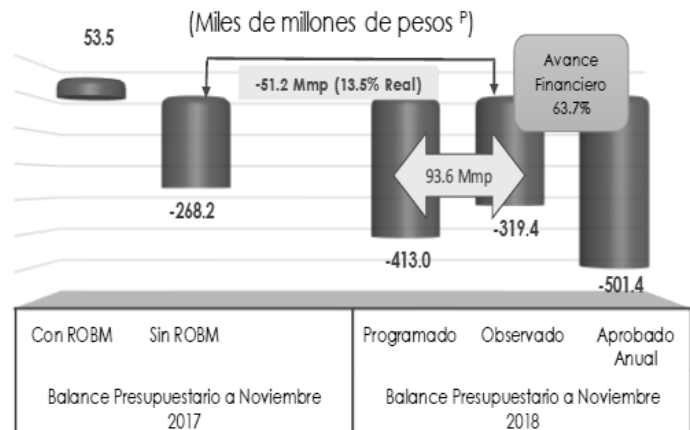 (Miles de millones de pesos ᴾ)
53.5
Avance
Financiero
63.7%
-51.2 Mmp (13.5% Real)
93.6 Mmp
-268.2
-319.4
-413.0
-501.4
Con ROBM Sin ROBM Programado Observado Aprobado
Anual
Balance Presupuestario a Noviembre
2017
Balance Presupuestario a Noviembre
2018